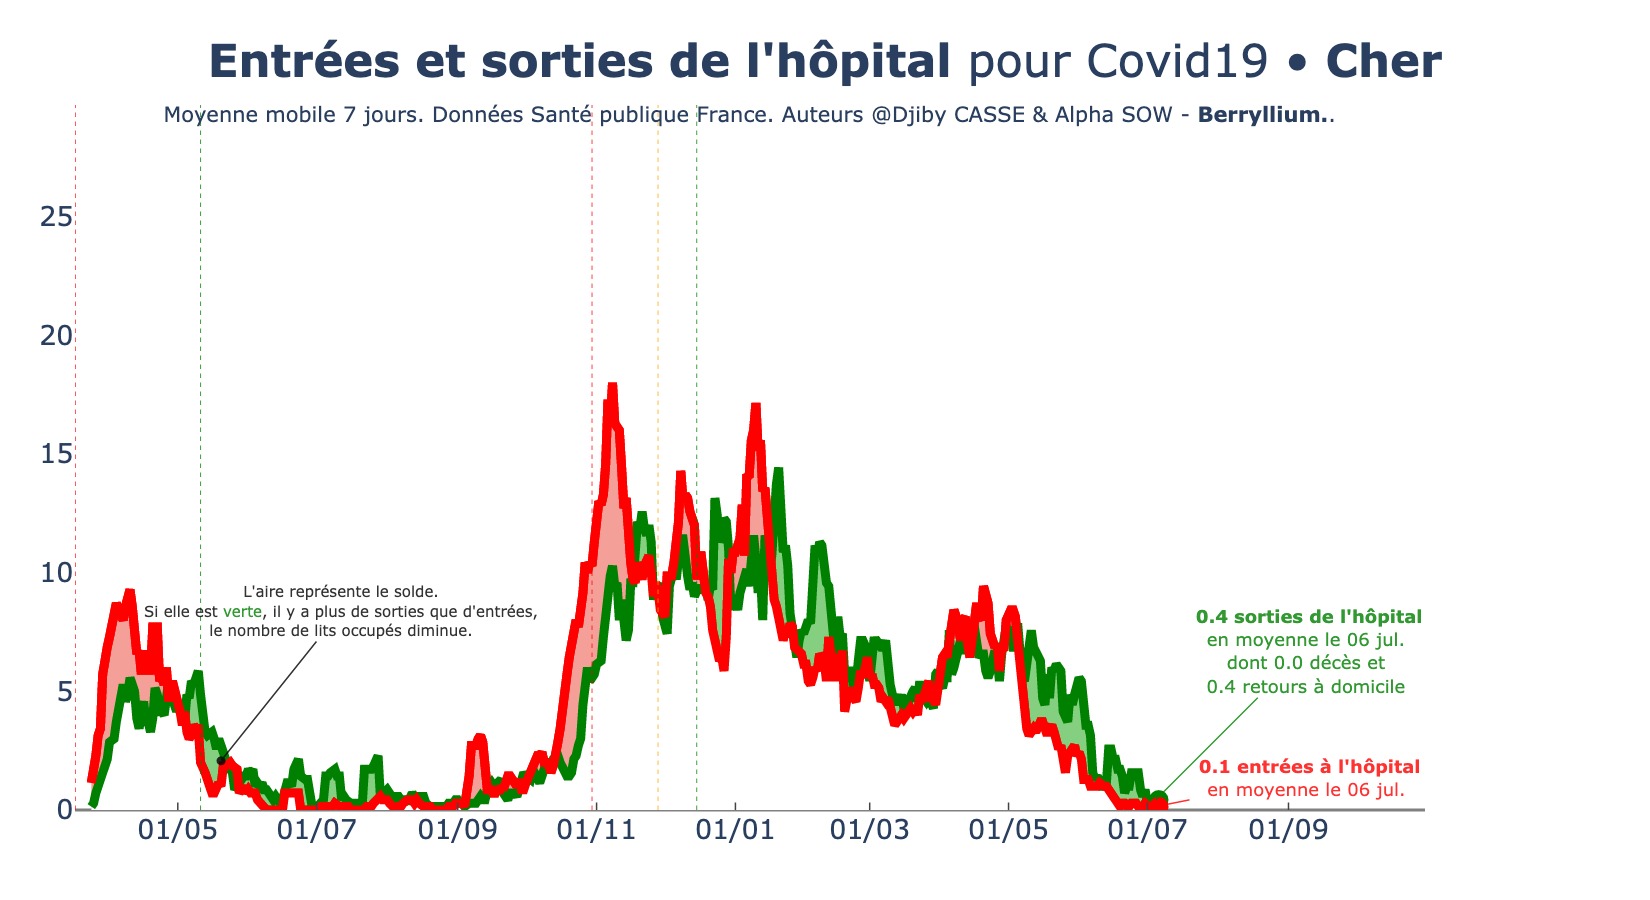 Entrées et sorties de l'hôpital pour Covid19 • Cher
Moyenne mobile 7 jours. Données Santé publique France. Auteurs @Djiby CASSE & Alpha SOW - Berryllium..
25
20
15
10
5
0
L'aire représente le solde.
Si elle est verte, il y a plus de sorties que d'entrées,
le nombre de lits occupés diminue.
0.4 sorties de l'hôpital
en moyenne le 06 jul.
dont 0.0 décès et
0.4 retours à domicile
0.1 entrées à l'hôpital
en moyenne le 06 jul.
01/05 01/07 01/09 01/11 01/01 01/03 01/05 01/07 01/09